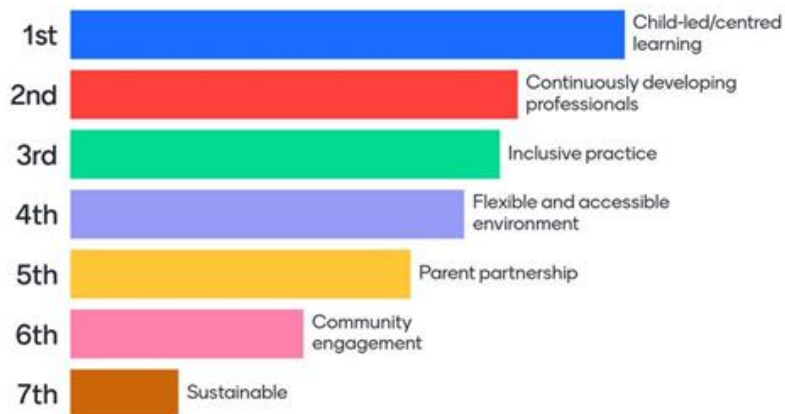 1st
Child-led/centred
learning
2nd
Continuously developing
professionals
3rd
Inclusive practice
4th
Flexible and accessible
environment
5th
Parent partnership
6th
Community
engagement
7th
Sustainable